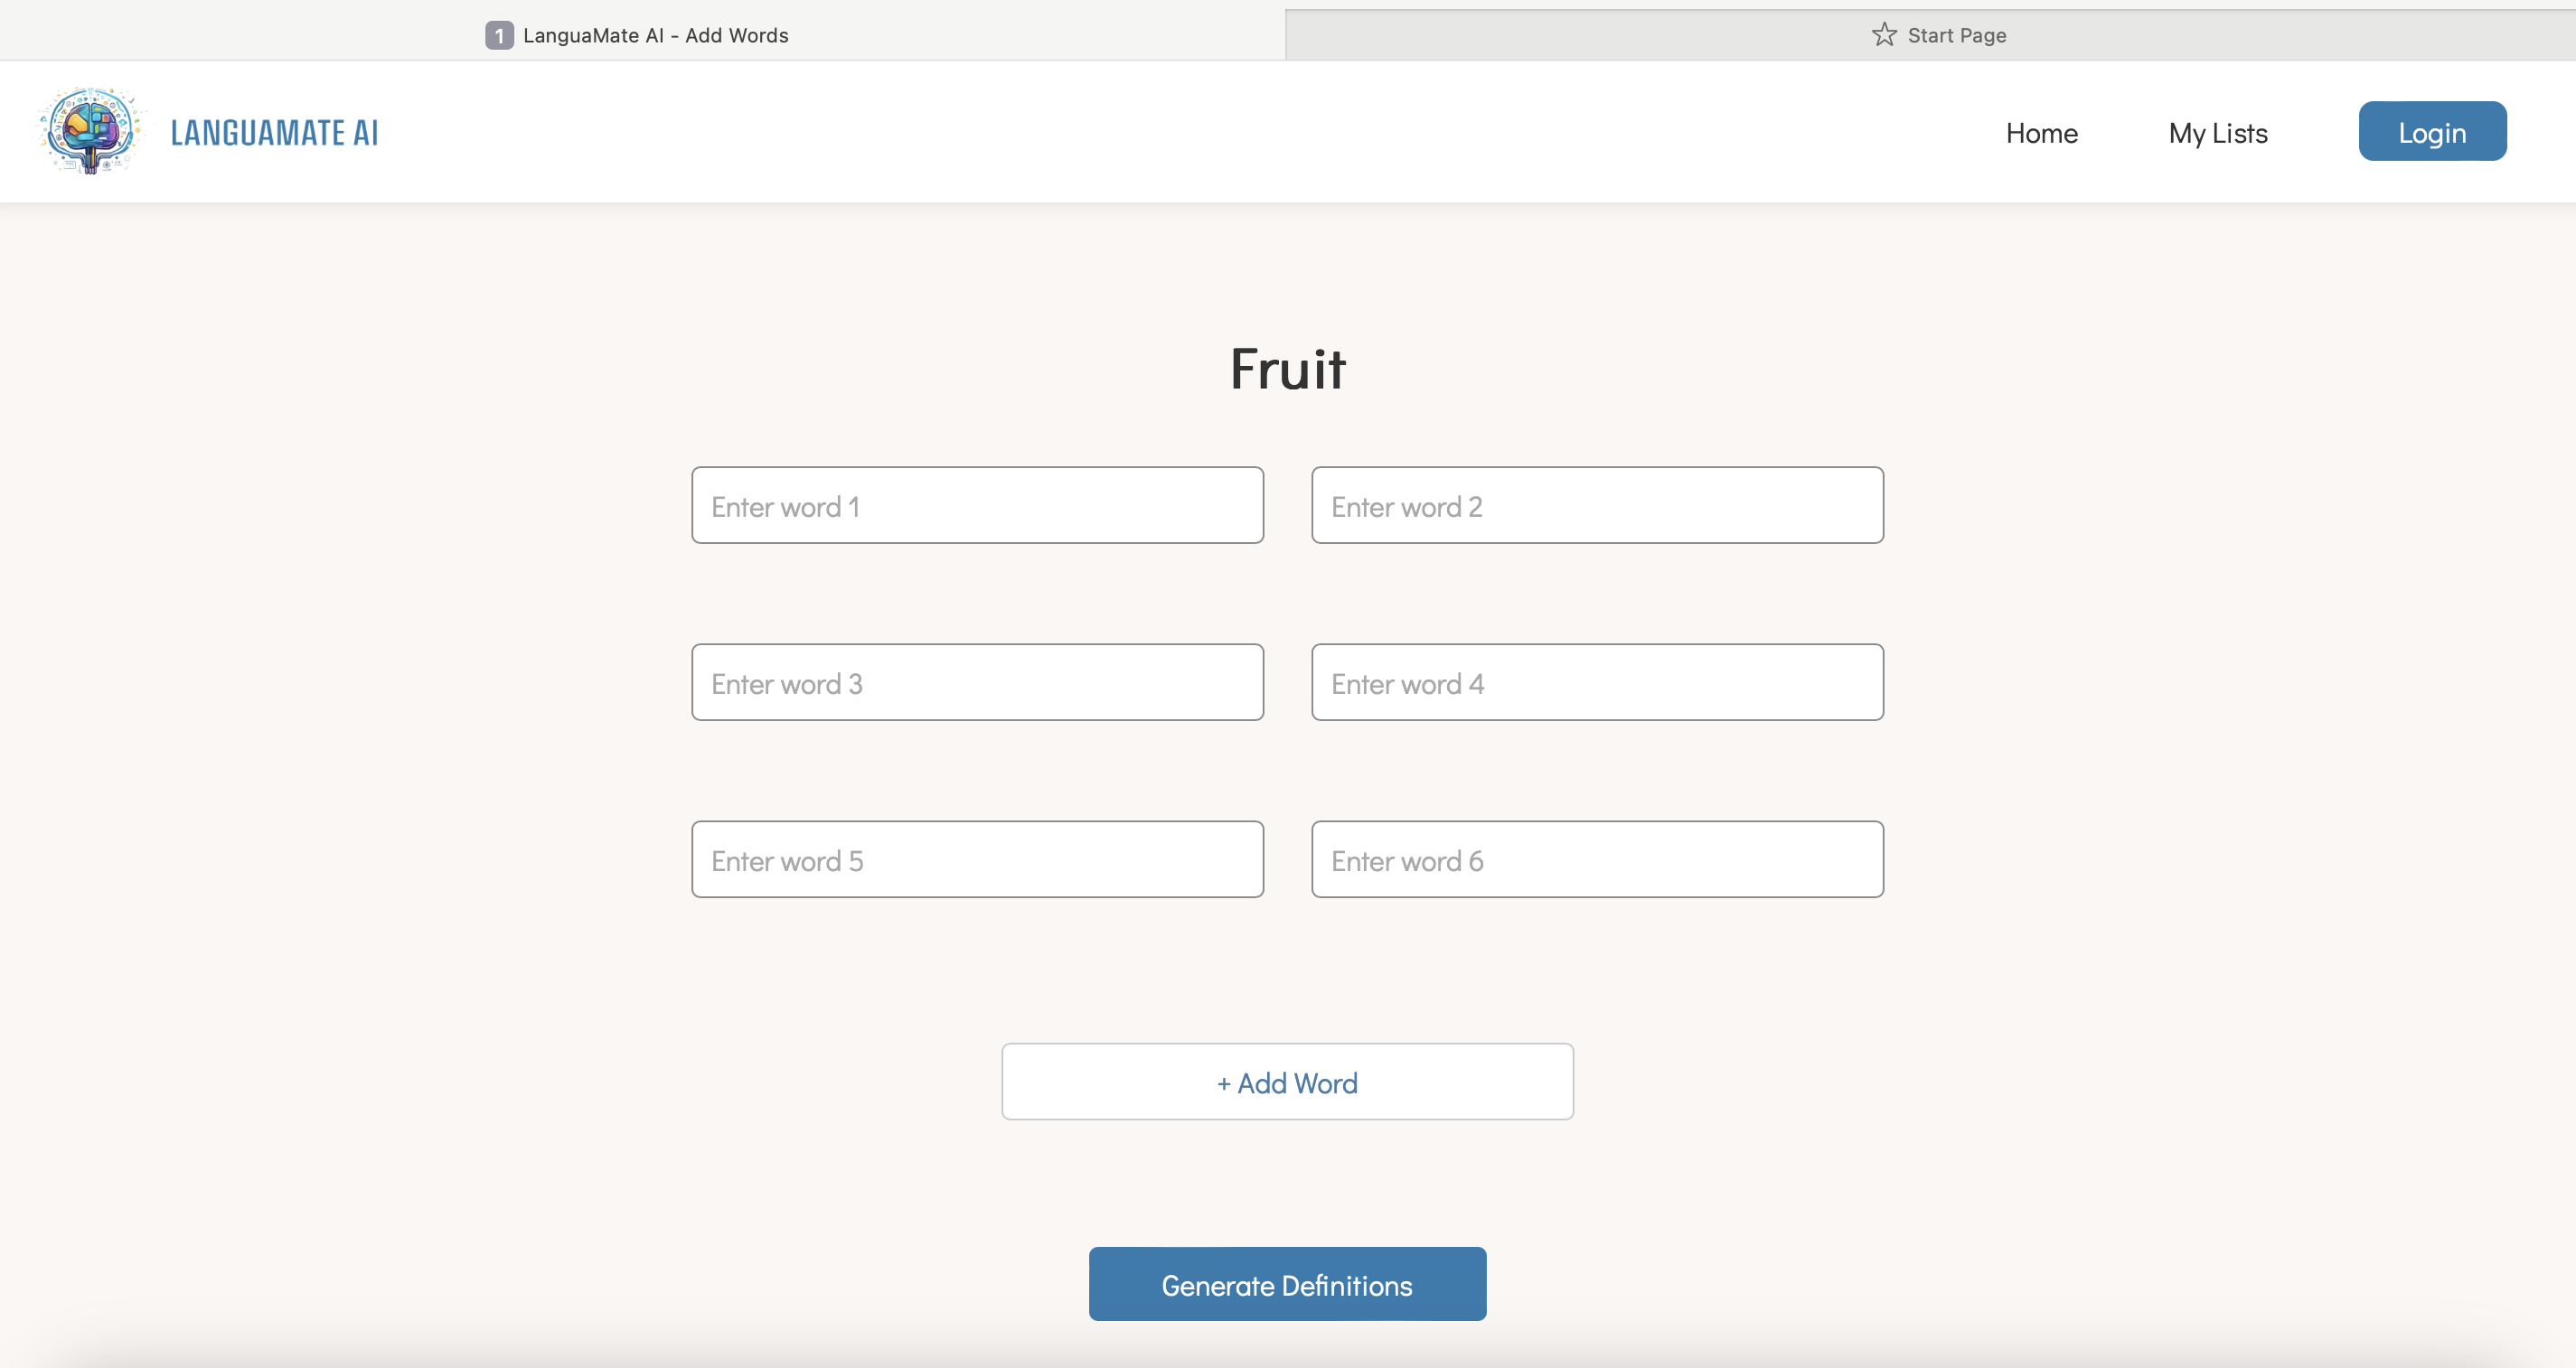 1 LanguaMate AI - Add Words
Start Page
LANGUAMATE AI
Home
My Lists
Login
Fruit
Enter word 1
Enter word 2
Enter word 3
Enter word 4
Enter word 5
Enter word 6
+ Add Word
Generate Definitions